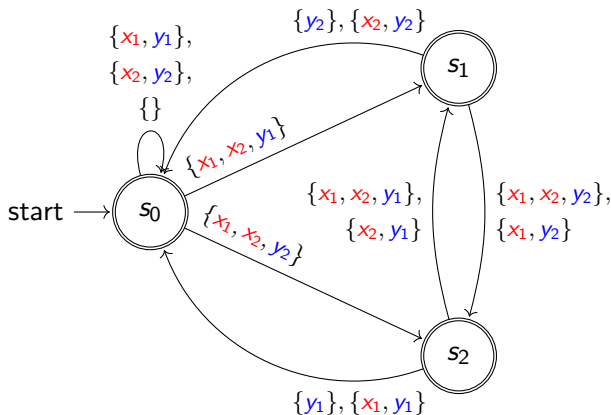 {y₂}, {x₂, y₂}
{x₁, y₁},
{x₂, y₂},
{}
s₁
{x₁, x₂, y₁}
{x₁, x₂, y₁},
{x₂, y₁}
{x₁, x₂, y₂},
{x₁, y₂}
start
s₀
{x₁, x₂, y₂}
s₂
{y₁}, {x₁, y₁}